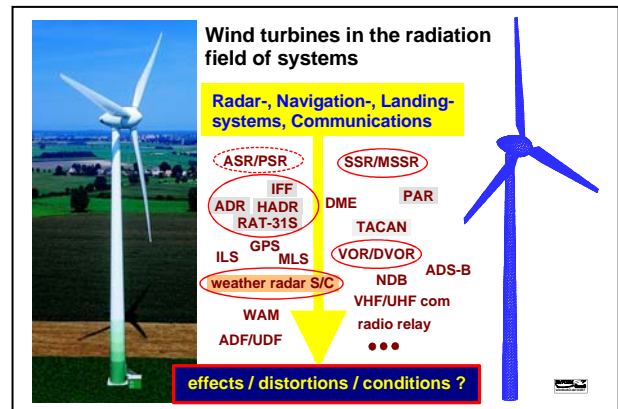 Wind turbines in the radiation
field of systems
Radar-, Navigation-, Landing-
systems, Communications
ASR/PSR
SSR/MSSR
IFF
ADR HADR
RAT-31S
DME
PAR
TACAN
GPS
ILS MLS
VOR/DVOR
ADS-B
weather radar S/C
NDB
WAM
VHF/UHF com
ADF/UDF
radio relay
●●●
effects / distortions / conditions ?